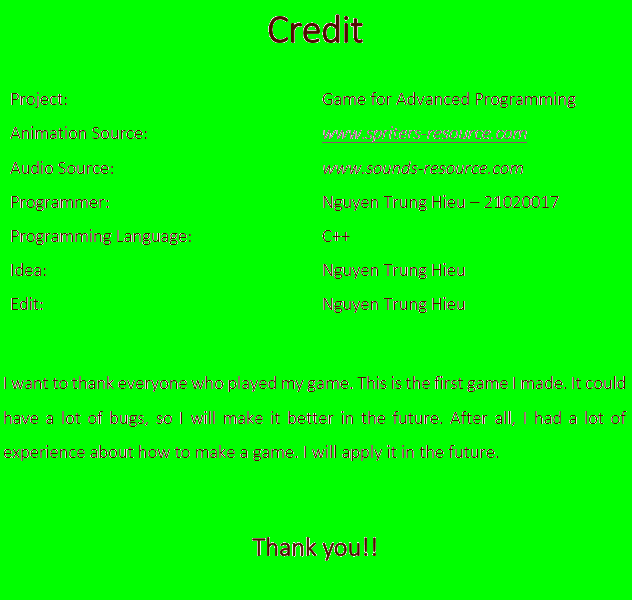 Credit
Project: Game for Advanced Programming
Animation Source: www.spriters-resource.com
Audio Source: www.sounds-resource.com
Programmer: Nguyen Trung Hieu – 21020017
Programming Language: C++
Idea: Nguyen Trung Hieu
Edit: Nguyen Trung Hieu
I want to thank everyone who played my game. This is the first game I made. It could
have a lot of bugs, so I will make it better in the future. After all, I had a lot of
experience about how to make a game. I will apply it in the future.
Thank you!!